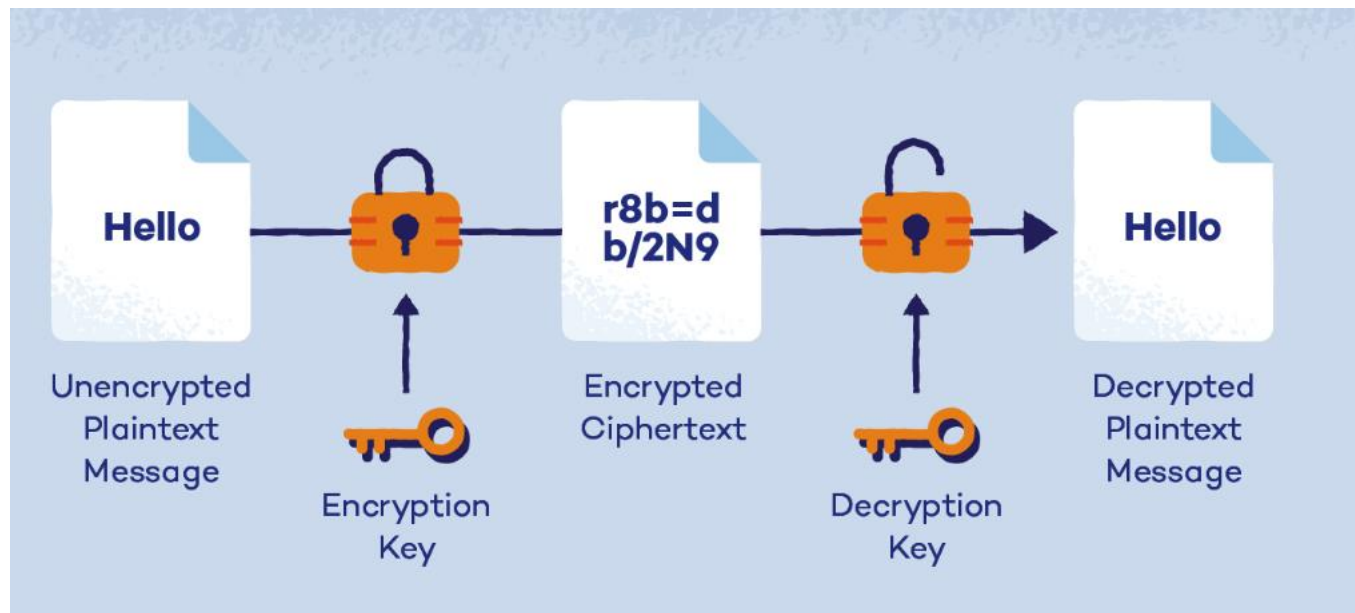 Hello
r8b=d
b/2N9
Hello
Unencrypted
Plaintext
Message
Encryption
Key
Encrypted
Ciphertext
Decryption
Key
Decrypted
Plaintext
Message